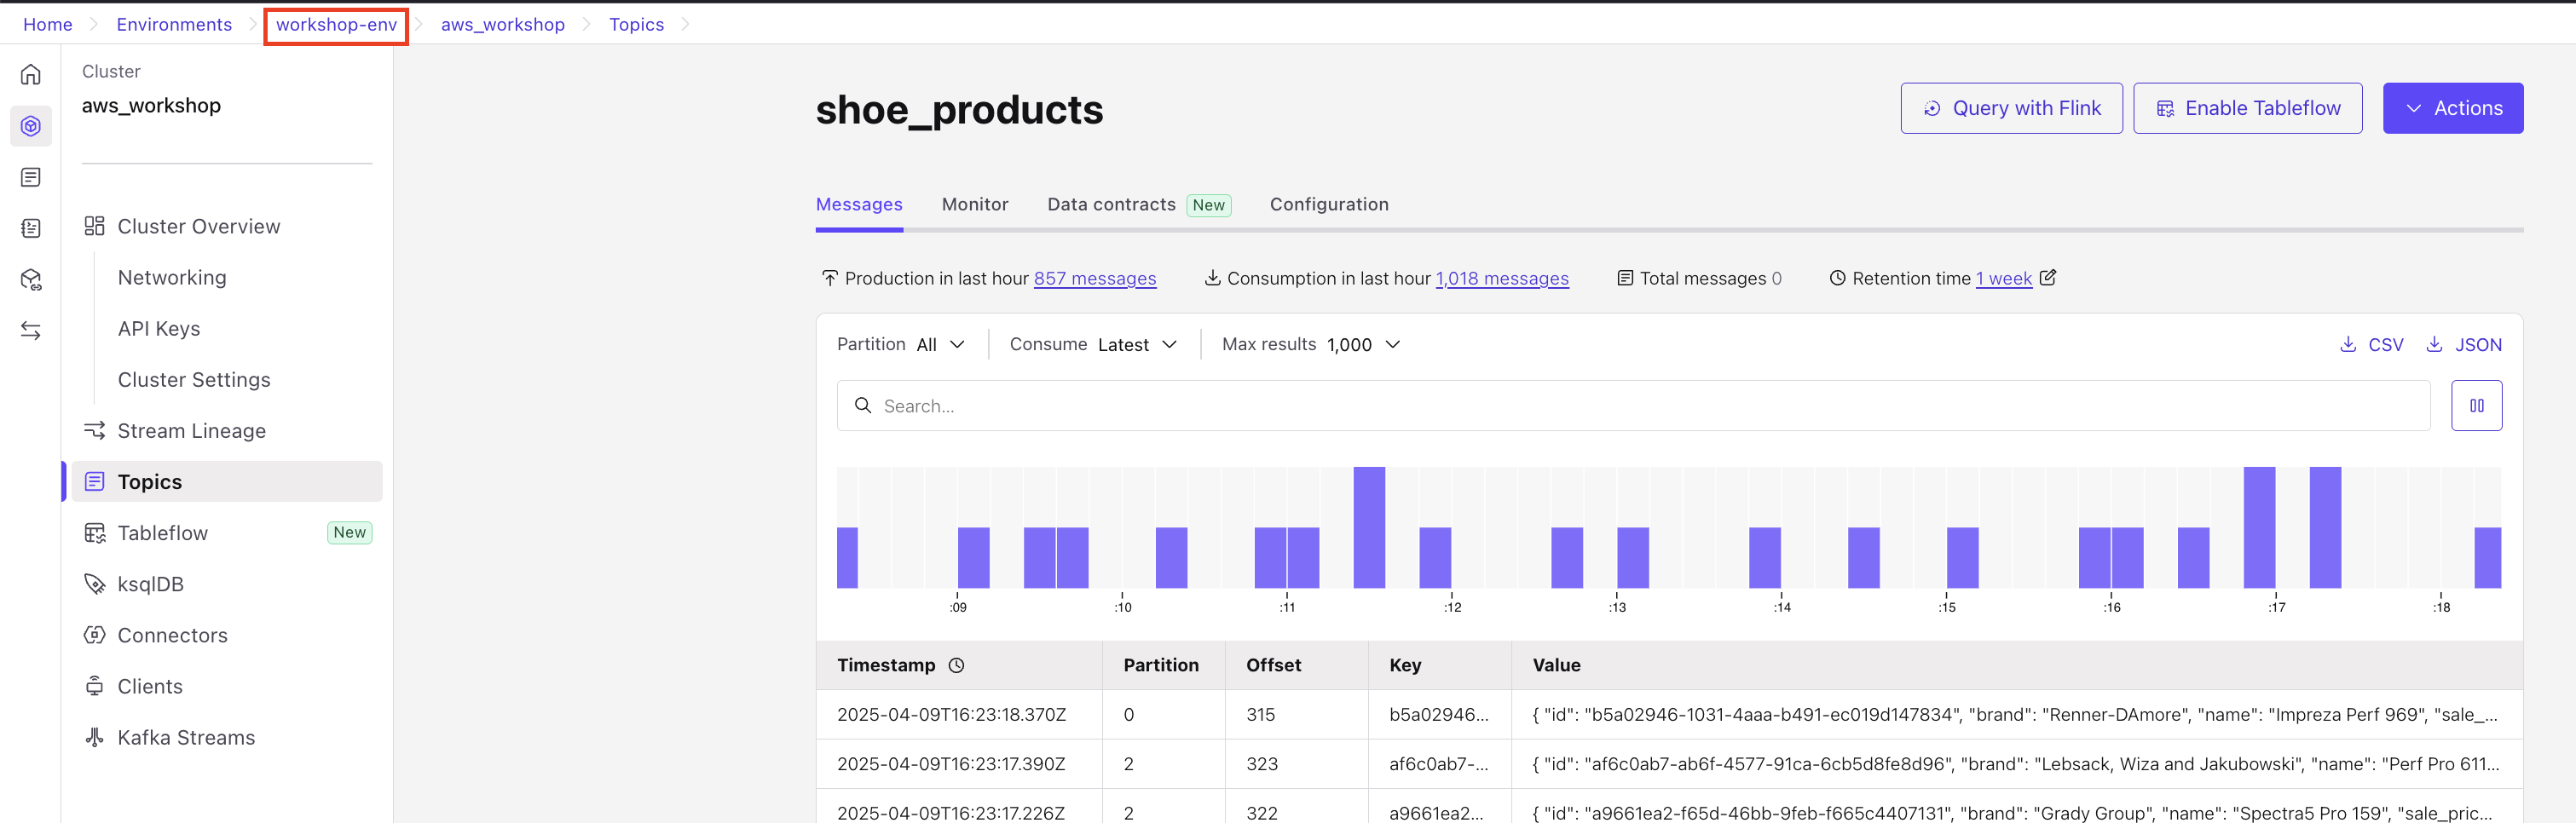 Home
Environments
workshop-env
aws_workshop
Topics
Cluster
aws_workshop
Cluster Overview
Networking
API Keys
Cluster Settings
Stream Lineage
Topics
Tableflow New
ksqlDB
Connectors
Clients
Kafka Streams
shoe_products
Query with Flink
Enable Tableflow
Actions
Messages
Monitor
Data contracts New
Configuration
Production in last hour 857 messages
Consumption in last hour 1,018 messages
Total messages 0
Retention time 1 week
Partition All
Consume Latest
Max results 1,000
CSV
JSON
Search...
:09 :10 :11 :12 :13 :14 :15 :16 :17 :18
Timestamp Partition Offset Key Value
2025-04-09T16:23:18.370Z 0 315 b5a02946... { "id": "b5a02946-1031-4aaa-b491-ec019d147834", "brand": "Renner-DAmore", "name": "Impreza Perf 969", "sale_...
2025-04-09T16:23:17.390Z 2 323 af6c0ab7-... { "id": "af6c0ab7-ab6f-4577-91ca-6cb5d8fe8d96", "brand": "Lebsack, Wiza and Jakubowski", "name": "Perf Pro 611...
2025-04-09T16:23:17.226Z 2 322 a9661ea2... { "id": "a9661ea2-f65d-46bb-9feb-f665c4407131", "brand": "Grady Group", "name": "Spectra5 Pro 159", "sale_pric...